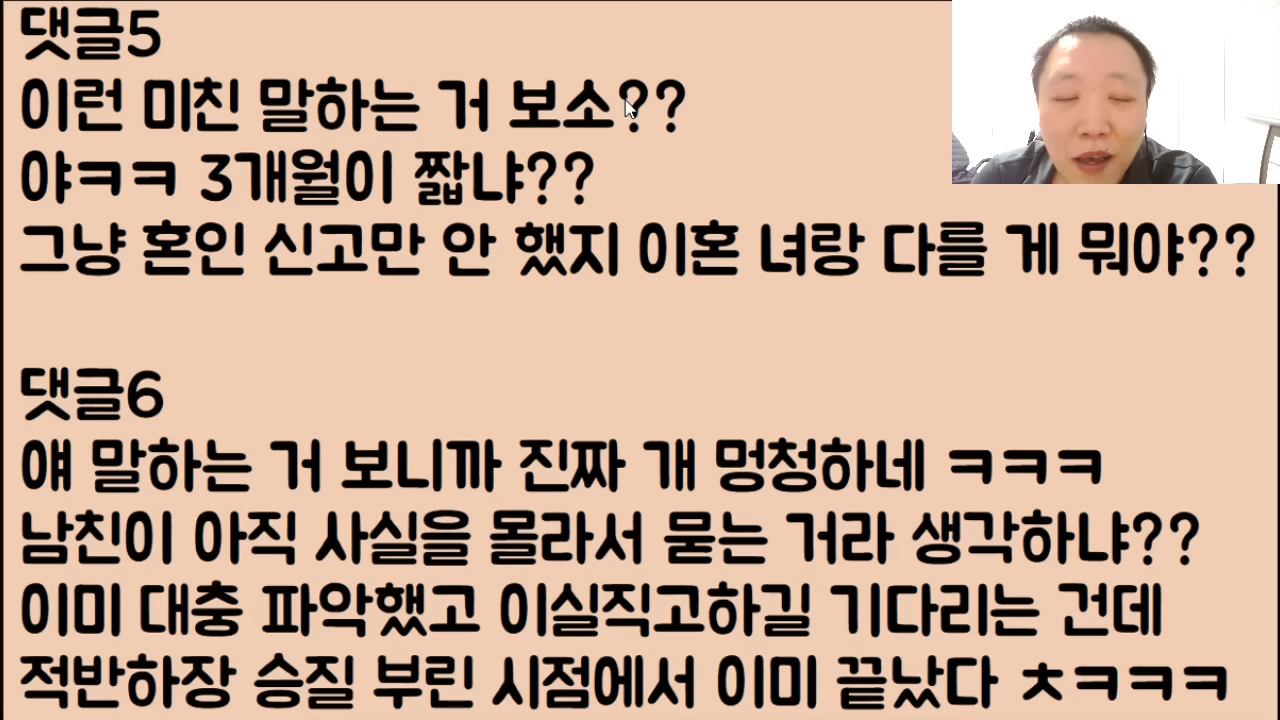 댓글5
이런 미친 말하는 거 보소??
야ㅋㅋ 3개월이 짧냐??
그냥 혼인 신고만 안 했지 이혼 녀랑 다를 게 뭐야??
댓글6
얘 말하는 거 보니까 진짜 개 멍청하네 ㅋㅋㅋ
남친이 아직 사실을 몰라서 묻는 거라 생각하냐??
이미 대충 파악했고 이실직고하길 기다리는 건데
적반하장 승질 부린 시점에서 이미 끝났다 ㅊㅋㅋㅋ